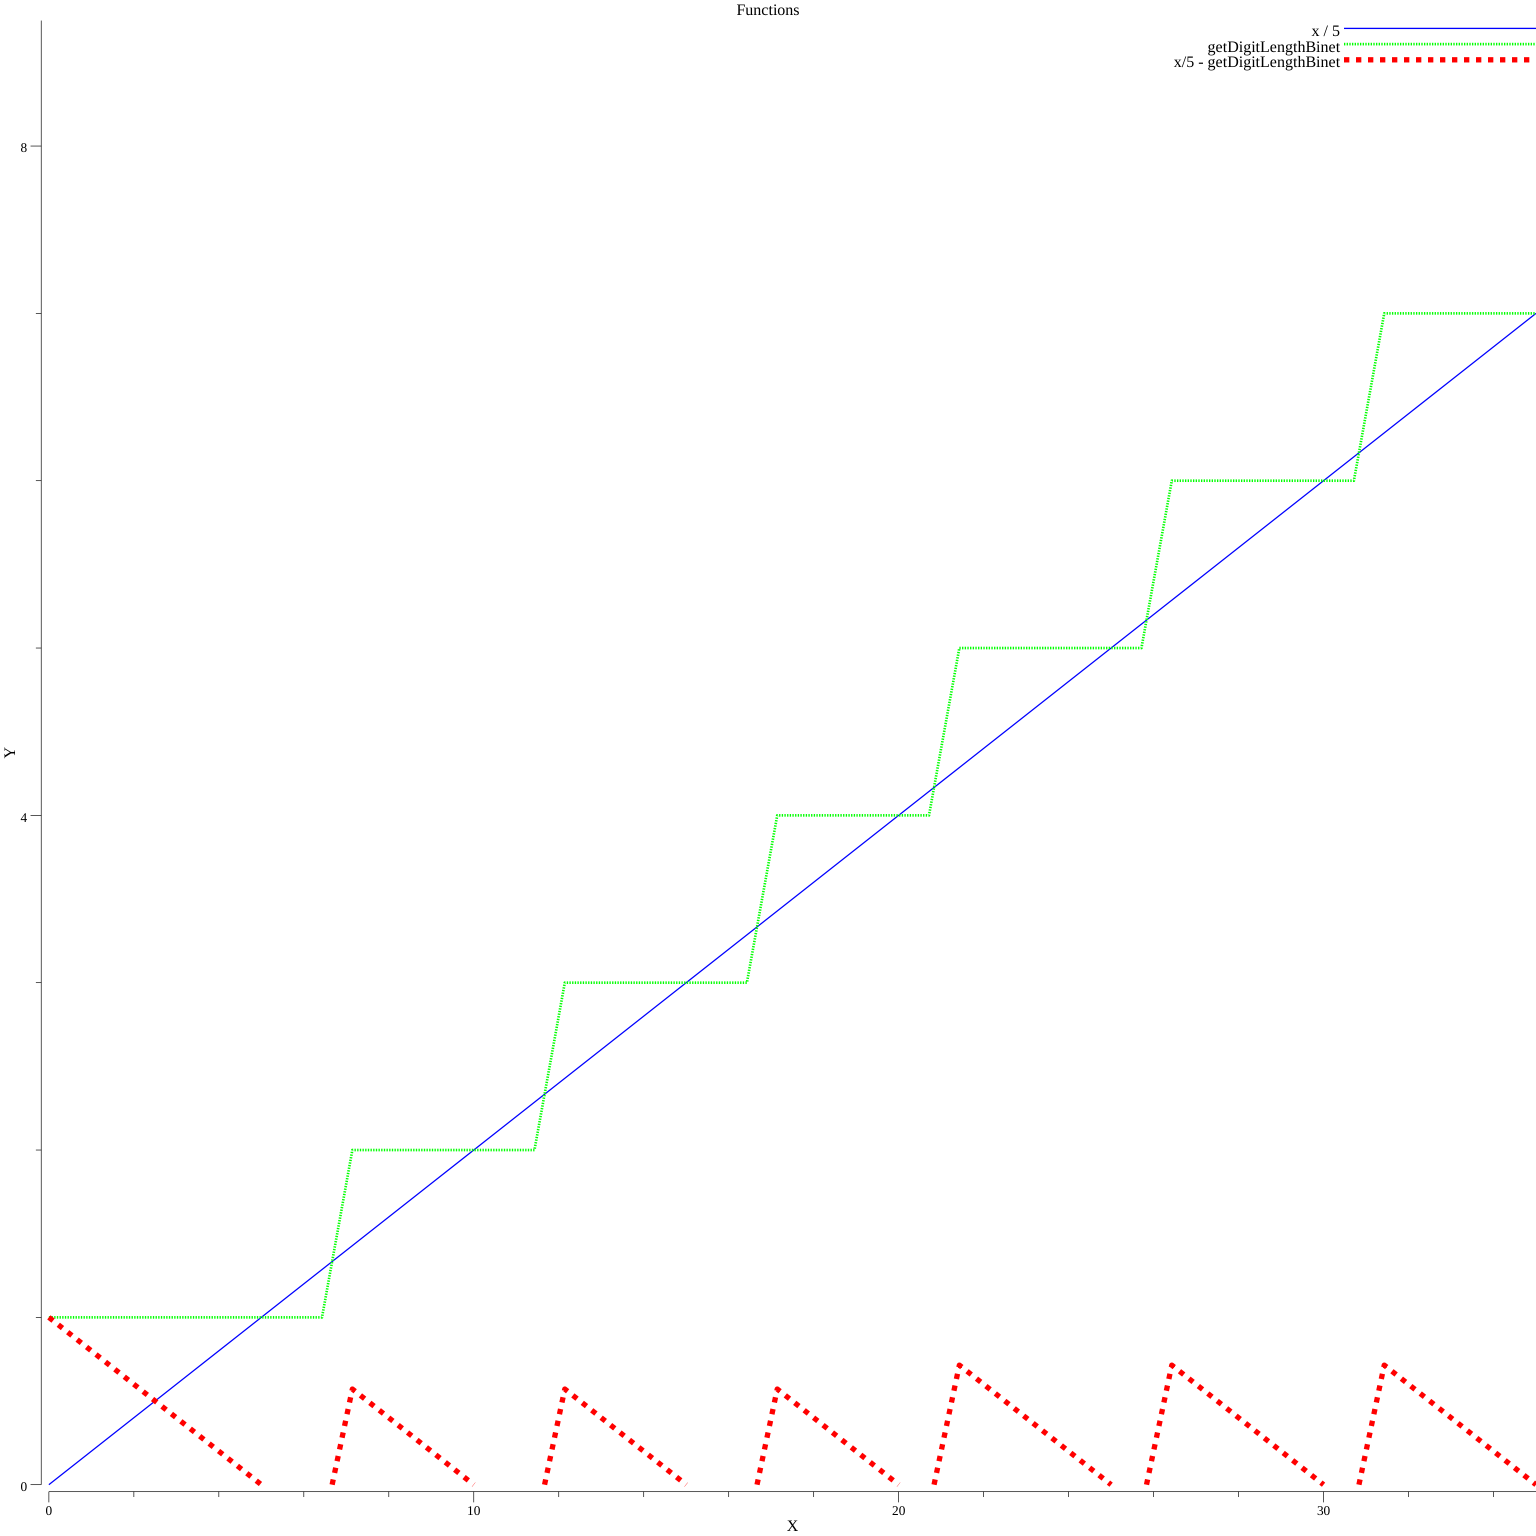 Functions
x / 5
getDigitLengthBinet
x/5 - getDigitLengthBinet
8
4
0
Y
0 10 20 30
X